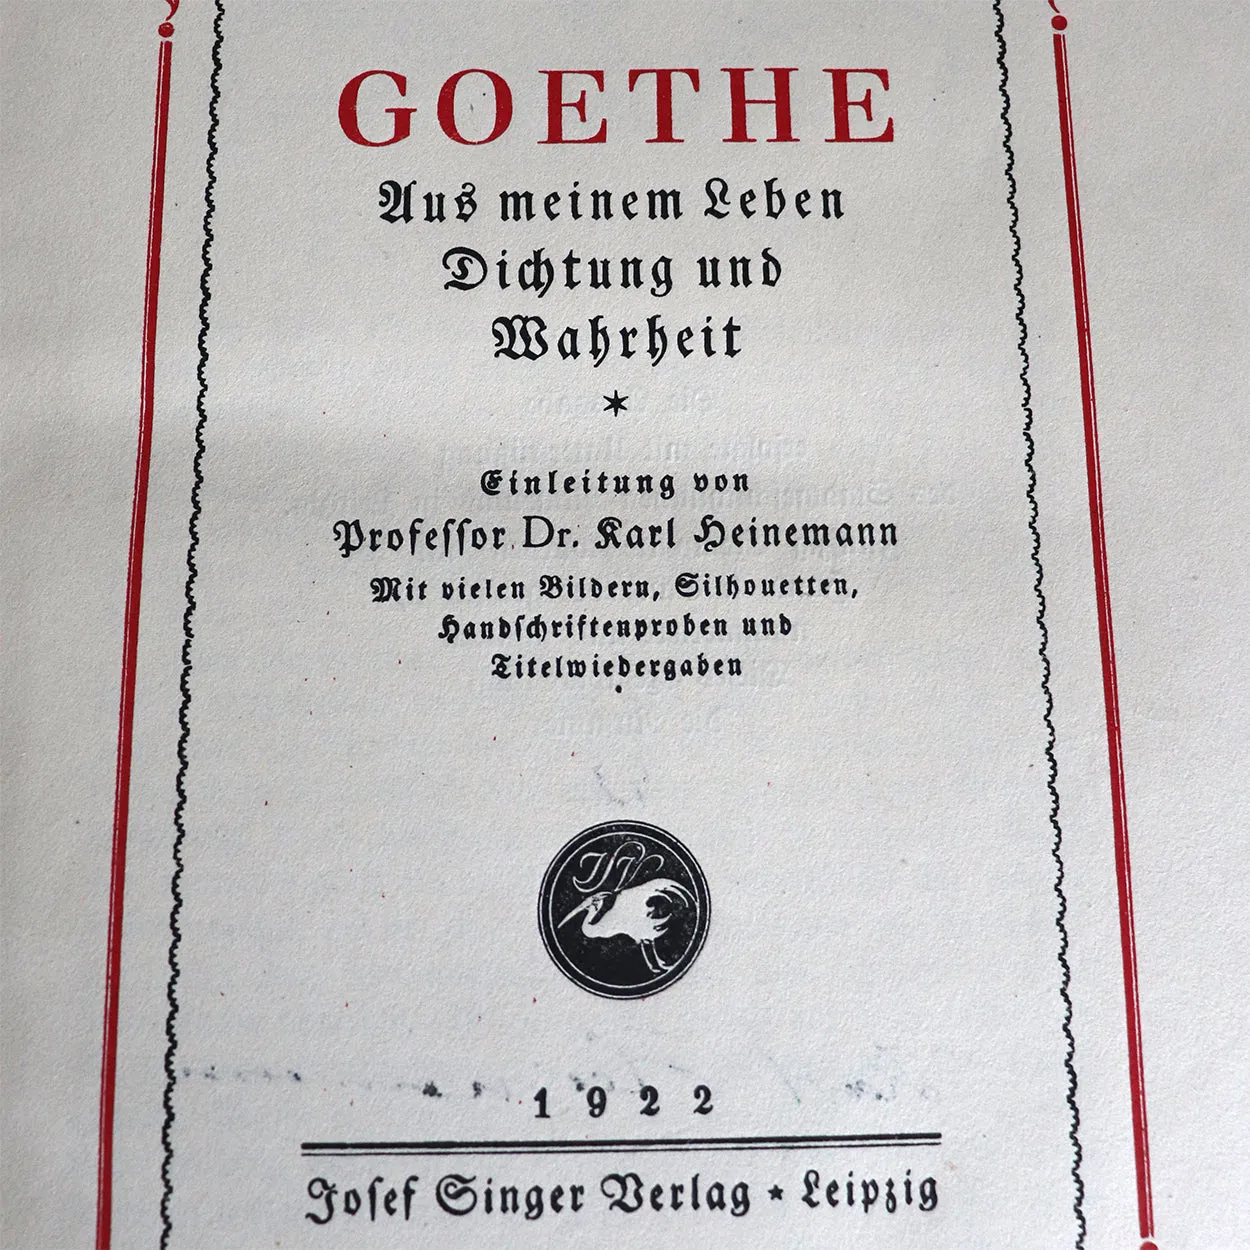 GOETHE
Aus meinem Leben
Dichtung und
Wahrheit
*
Einleitung von
Profeſſor Dr. Karl Heinemann
Mit vielen Bildern, Silhouetten,
Handſchriftenproben und
Titelwiedergaben
1922
Joſef Singer Verlag * Leipzig